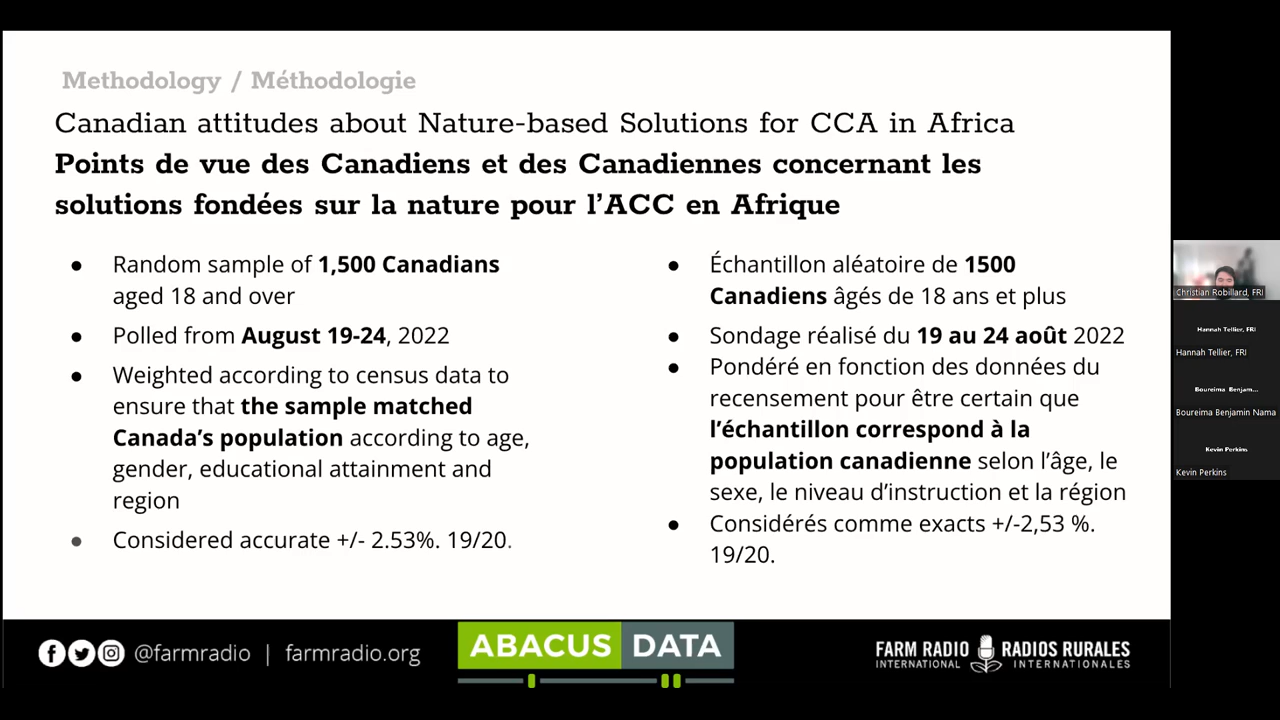 Methodology / Méthodologie
Canadian attitudes about Nature-based Solutions for CCA in Africa
Points de vue des Canadiens et des Canadiennes concernant les
solutions fondées sur la nature pour l'ACC en Afrique
● Random sample of 1,500 Canadians
aged 18 and over
● Polled from August 19-24, 2022
● Weighted according to census data to
ensure that the sample matched
Canada's population according to age,
gender, educational attainment and
region
● Considered accurate +/- 2.53%. 19/20.
● Échantillon aléatoire de 1500
Canadiens âgés de 18 ans et plus
● Sondage réalisé du 19 au 24 août 2022
● Pondéré en fonction des données du
recensement pour être certain que
l'échantillon correspond à la
population canadienne selon l'âge, le
sexe, le niveau d'instruction et la région
● Considérés comme exacts +/-2,53 %.
19/20.
@farmradio | farmradio.org
ABACUS DATA
FARM RADIO
INTERNATIONAL
RADIOS RURALES
INTERNATIONALES
Christian Robillard, FRI
Hannah Tellier, FRI
Hannah Tellier, FRI
Boureima Benjam...
Boureima Benjamin Nama
Kevin Perkins
Kevin Perkins